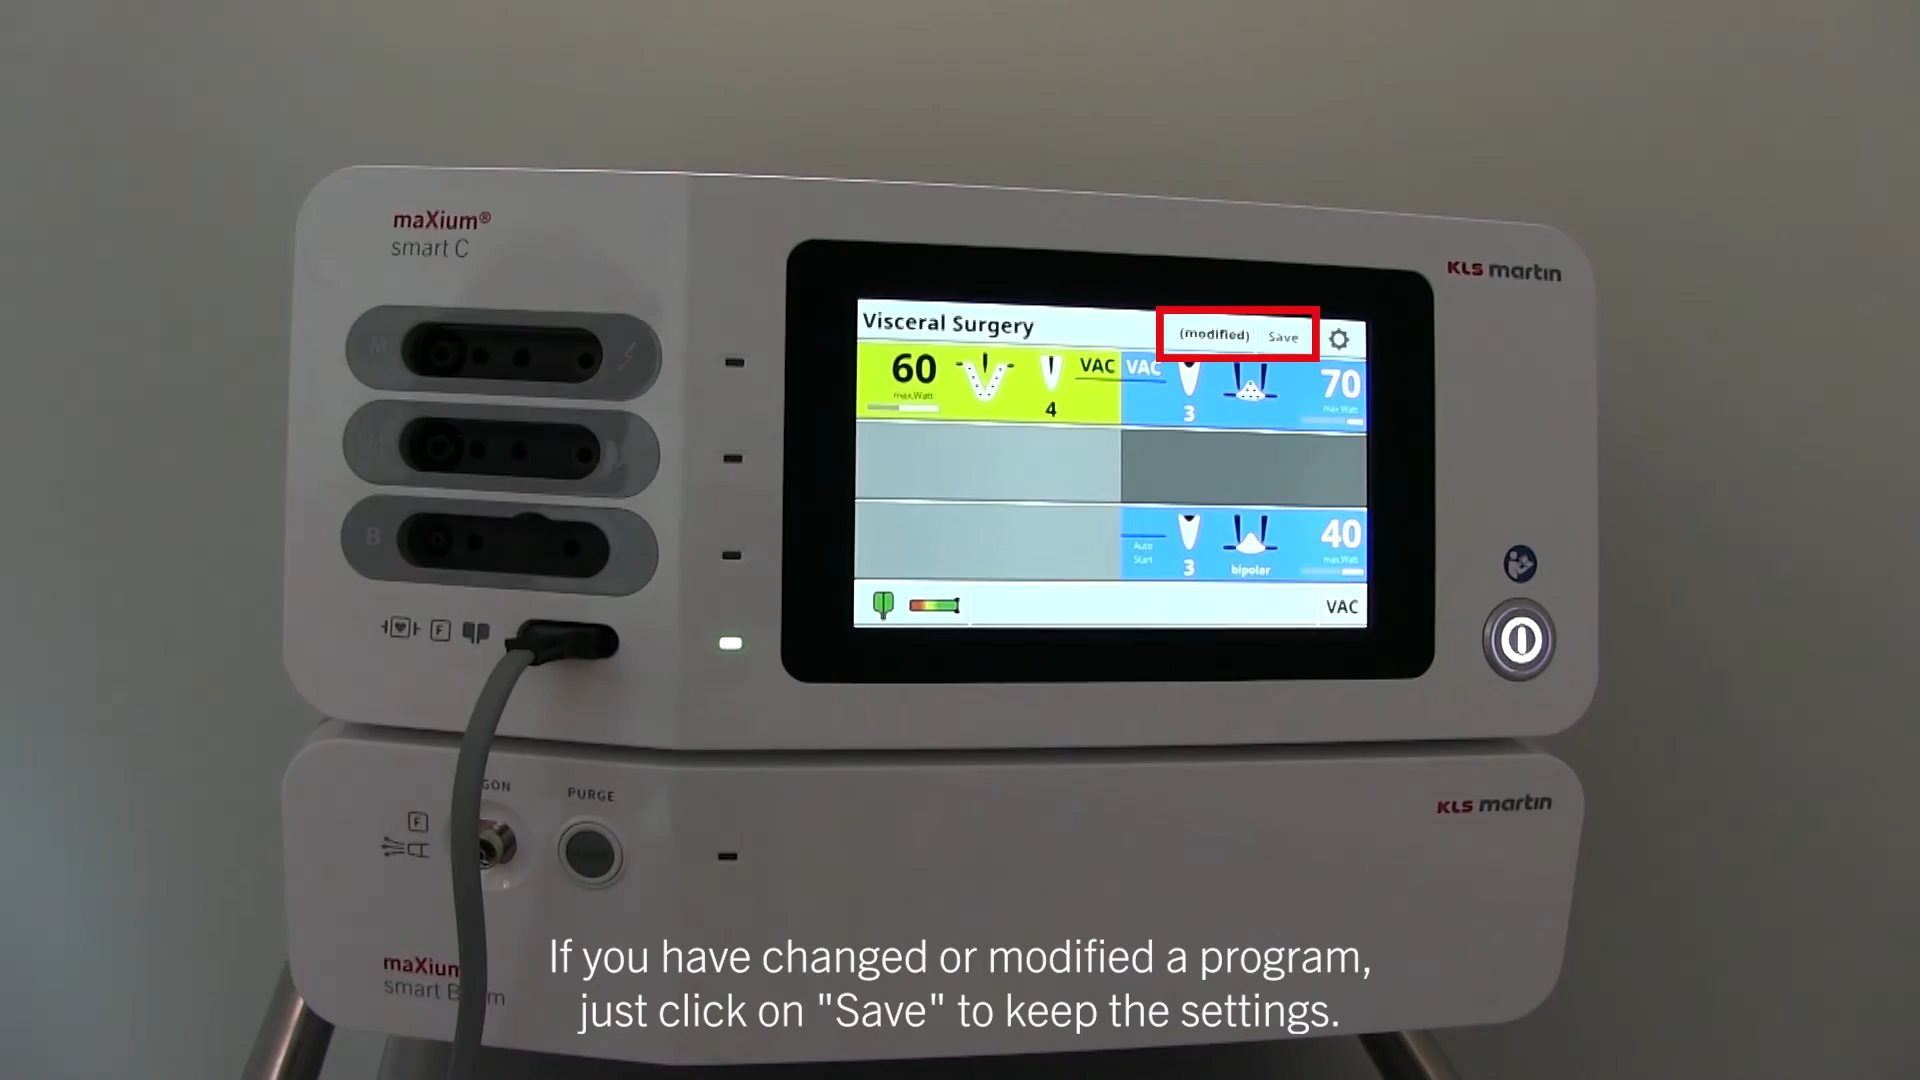 maXium®
smart C
KLS martin
Visceral Surgery
(modified) Save
60
max.Watt
4
VAC
VAC
3
70
max.Watt
M
M
B
Auto
Start
3
bipolar
40
max.Watt
VAC
F
GON
PURGE
F
KLS martin
maXium
smart B m
If you have changed or modified a program,
just click on "Save" to keep the settings.